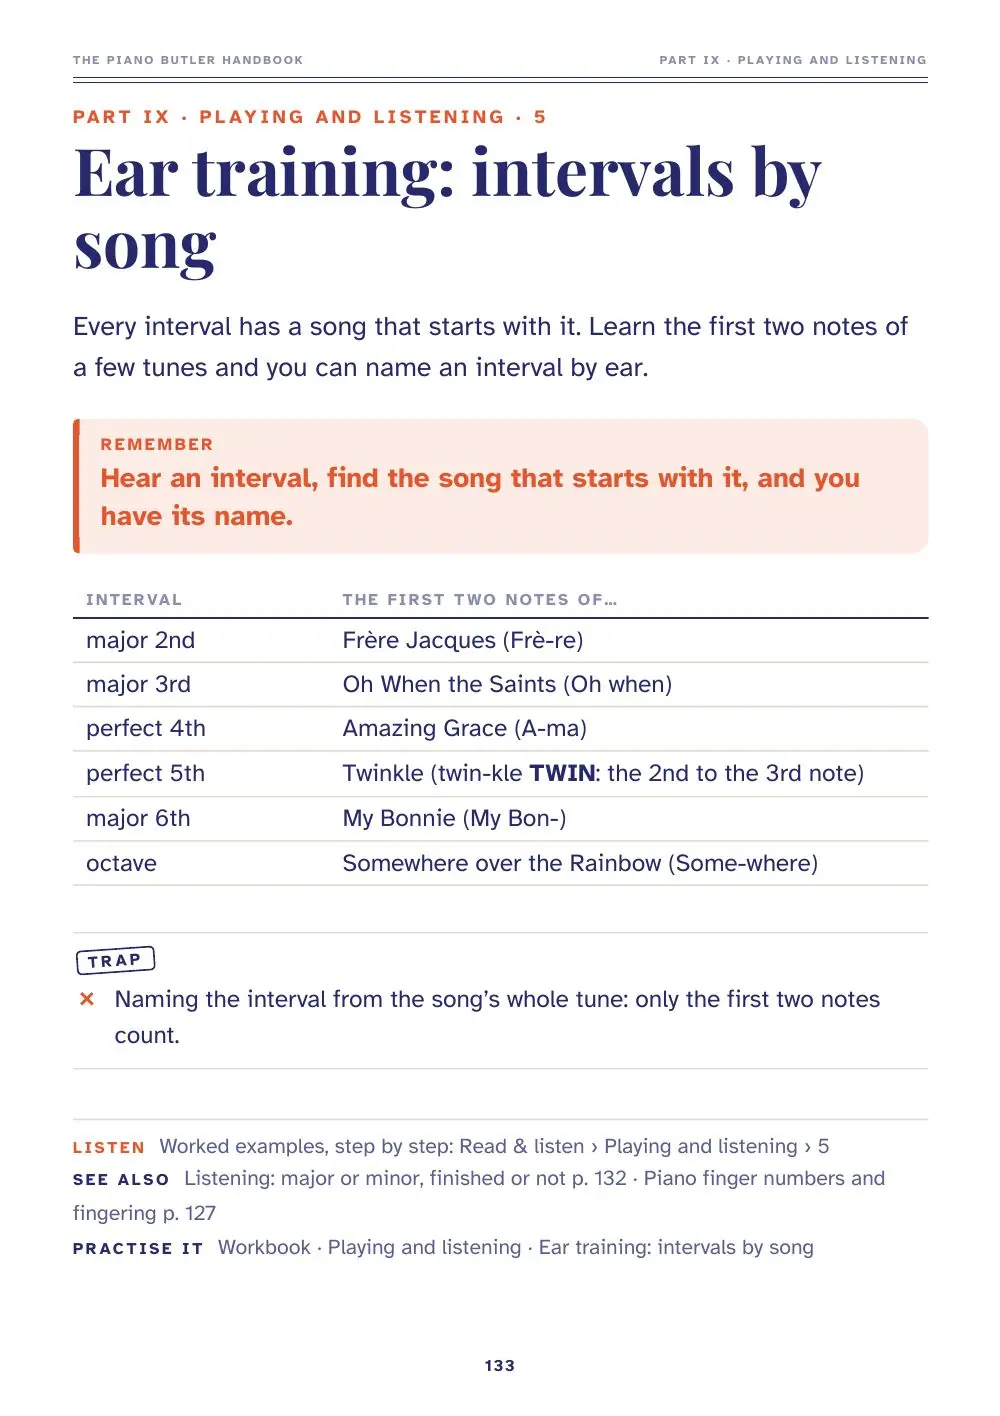 THE PIANO BUTLER HANDBOOK
PART IX · PLAYING AND LISTENING
PART IX · PLAYING AND LISTENING · 5
Ear training: intervals by
song
Every interval has a song that starts with it. Learn the first two notes of
a few tunes and you can name an interval by ear.
REMEMBER
Hear an interval, find the song that starts with it, and you
have its name.
INTERVAL THE FIRST TWO NOTES OF…
major 2nd Frère Jacques (Frè-re)
major 3rd Oh When the Saints (Oh when)
perfect 4th Amazing Grace (A-ma)
perfect 5th Twinkle (twin-kle TWIN: the 2nd to the 3rd note)
major 6th My Bonnie (My Bon-)
octave Somewhere over the Rainbow (Some-where)
TRAP
× Naming the interval from the song’s whole tune: only the first two notes
count.
LISTEN Worked examples, step by step: Read & listen › Playing and listening › 5
SEE ALSO Listening: major or minor, finished or not p. 132 · Piano finger numbers and
fingering p. 127
PRACTISE IT Workbook · Playing and listening · Ear training: intervals by song
133